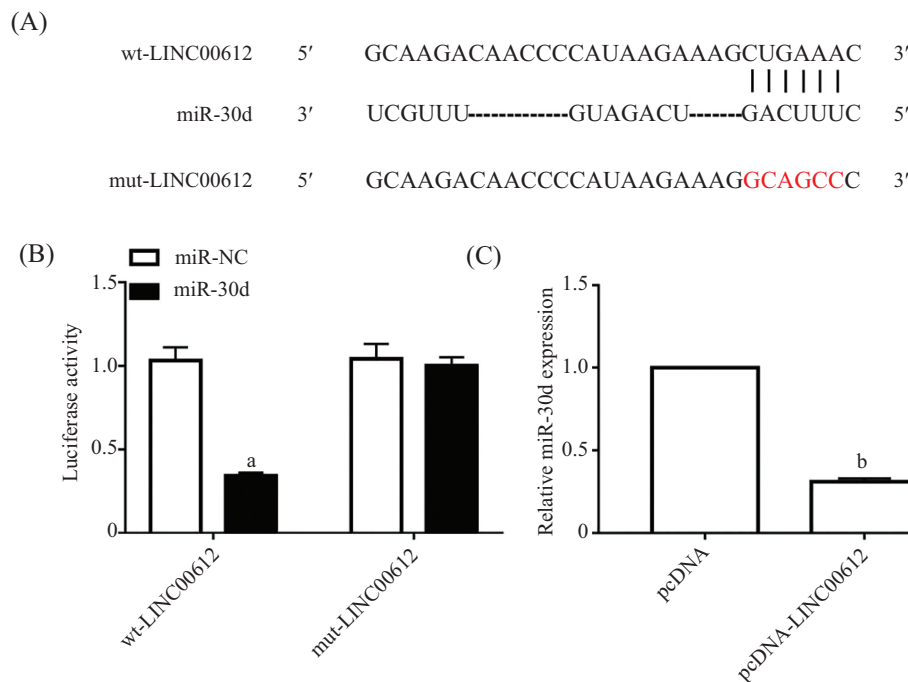 (A)
wt-LINC00612 5′ GCAAGACAACCCCAUAAGAAAGCUGAAAC 3′
miR-30d 3′ UCGUUU------------GUAGACU------GACUUUC 5′
mut-LINC00612 5′ GCAAGACAACCCCAUAAGAAAGGCAGCCC 3′
(B)
miR-NC
miR-30d
Luciferase activity
1.5
1.0
0.5
0
a
wt-LINC00612
mut-LINC00612
(C)
Relative miR-30d expression
1.5
1.0
0.5
0
b
pcDNA
pcDNA-LINC00612